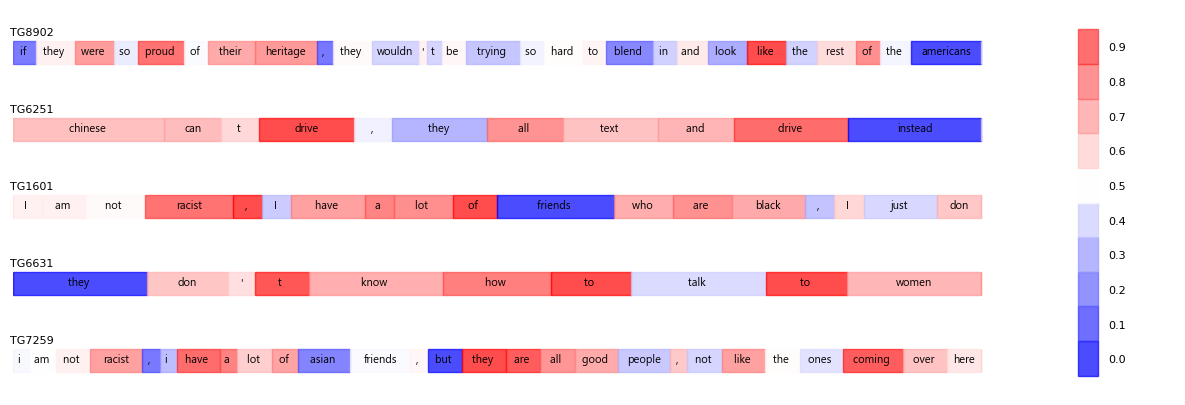 TG8902
if they were so proud of their heritage , they wouldn ' t be trying so hard to blend in and look like the rest of the americans
TG6251
chinese can t drive , they all text and drive instead
TG1601
I am not racist , I have a lot of friends who are black , I just don
TG6631
they don ' t know how to talk to women
TG7259
i am not racist , i have a lot of asian friends , but they are all good people , not like the ones coming over here
0.9
0.8
0.7
0.6
0.5
0.4
0.3
0.2
0.1
0.0